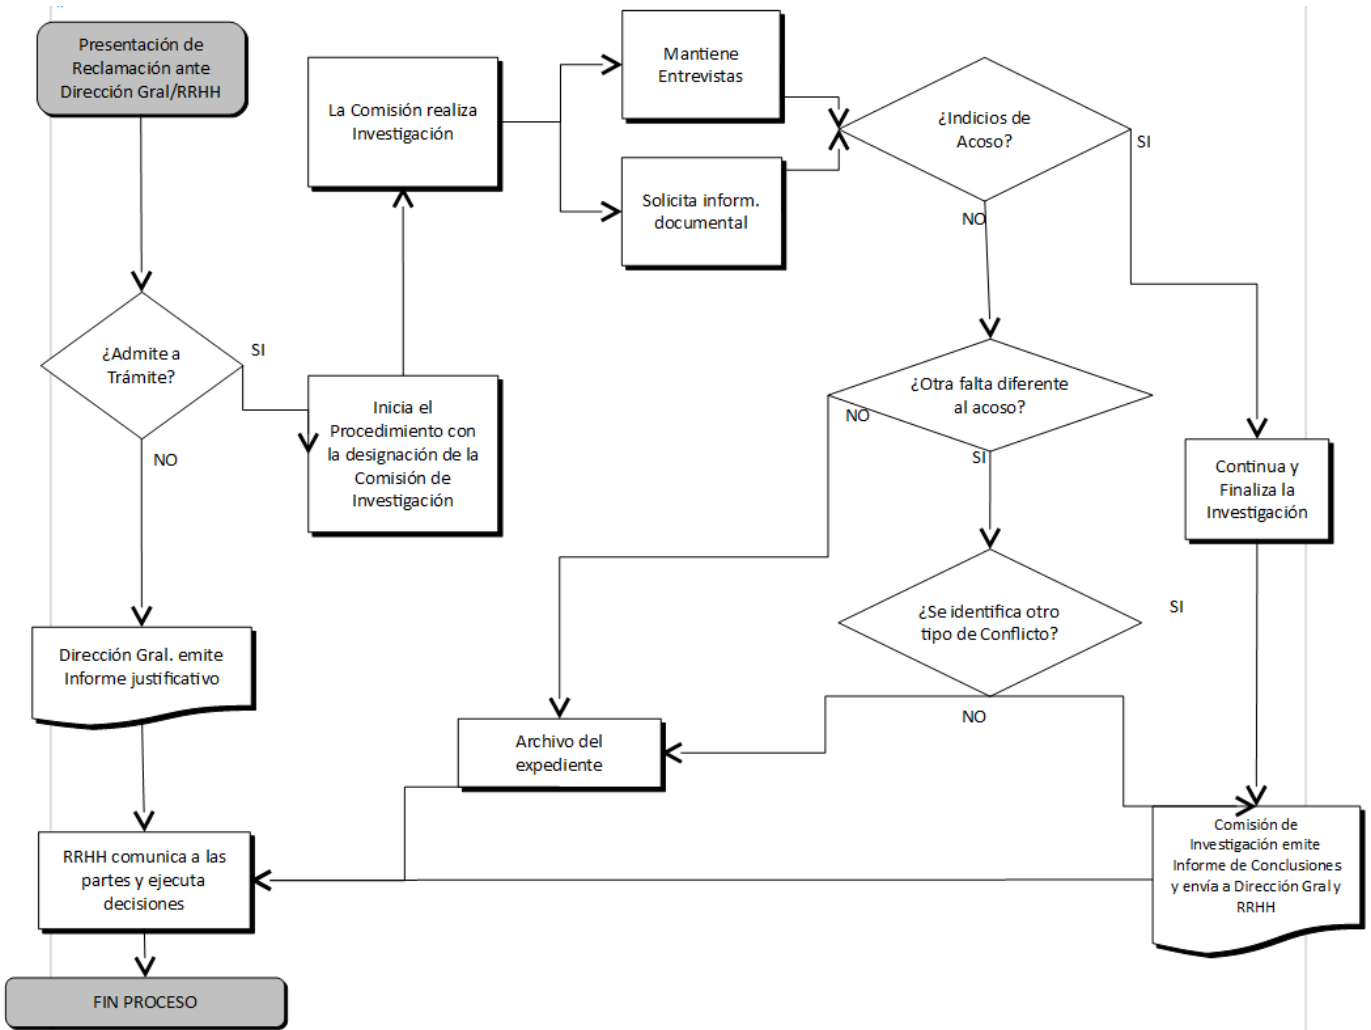 Presentación de
Reclamación ante
Dirección Gral/RRHH
¿Admite a
Trámite?
SI
NO
Inicia el
Procedimiento con
la designación de la
Comisión de
Investigación
La Comisión realiza
Investigación
Mantiene
Entrevistas
Solicita inform.
documental
¿Indicios de
Acoso?
SI
NO
¿Otra falta diferente
al acoso?
NO
SI
¿Se identifica otro
tipo de Conflicto?
SI
NO
Continua y
Finaliza la
Investigación
Dirección Gral. emite
Informe justificativo
Archivo del
expediente
Comisión de
Investigación emite
Informe de Conclusiones
y envía a Dirección Gral y
RRHH
RRHH comunica a las
partes y ejecuta
decisiones
FIN PROCESO